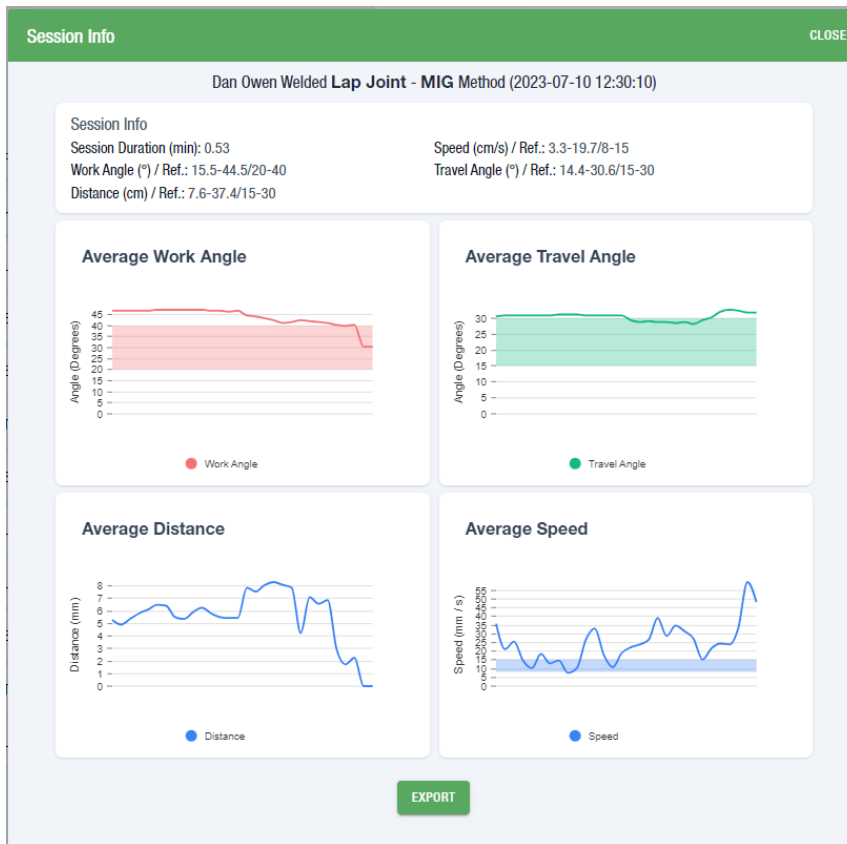 Session Info
CLOSE
Dan Owen Welded Lap Joint - MIG Method (2023-07-10 12:30:10)
Session Info
Session Duration (min): 0.53
Speed (cm/s) / Ref.: 3.3-19.7/8-15
Work Angle (°) / Ref.: 15.5-44.5/20-40
Travel Angle (°) / Ref.: 14.4-30.6/15-30
Distance (cm) / Ref.: 7.6-37.4/15-30
Average Work Angle
Angle (Degrees)
45
40
35
30
25
20
15
10
5
0
Work Angle
Average Travel Angle
Angle (Degrees)
30
25
20
15
10
5
0
Travel Angle
Average Distance
Distance (mm)
8
7
6
5
4
3
2
1
0
Distance
Average Speed
Speed (mm / s)
55
50
45
40
35
30
25
20
15
10
5
0
Speed
EXPORT